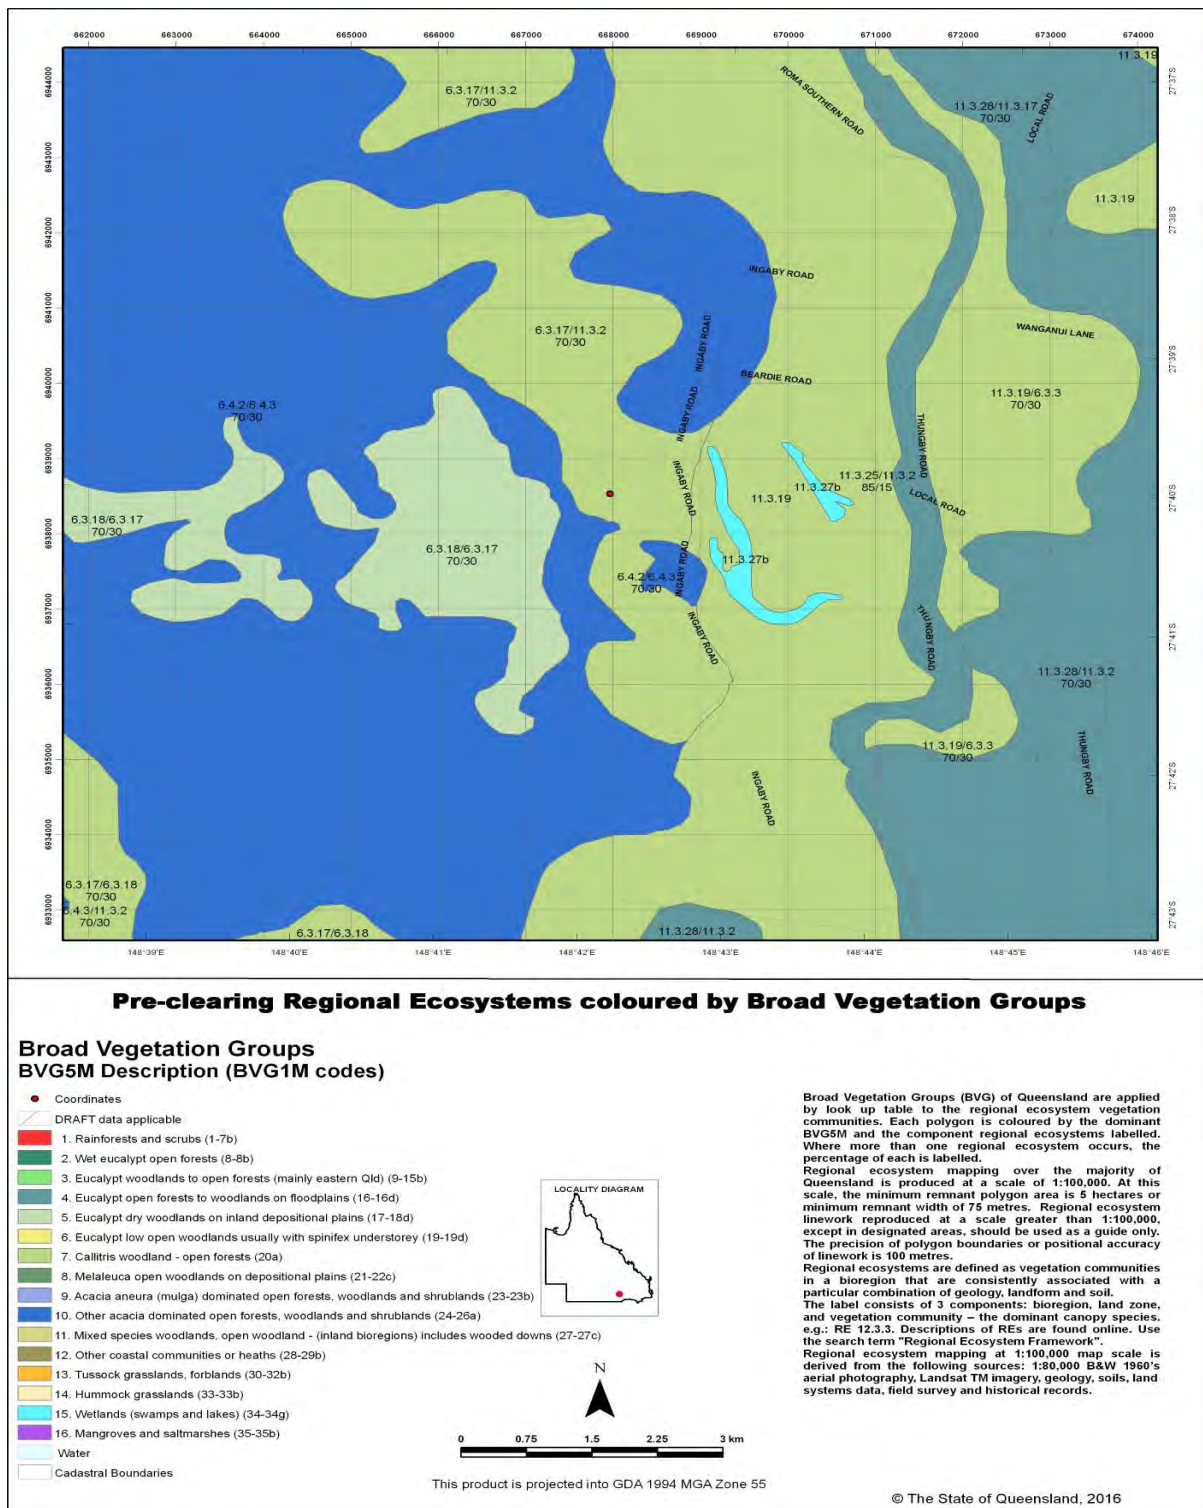 662000 663000 664000 665000 666000 667000 668000 669000 670000 671000 672000 673000 674000
6944000
6943000
6942000
6941000
6940000
6939000
6938000
6937000
6936000
6935000
6934000
6933000
27°37'S
27°38'S
27°39'S
27°40'S
27°41'S
27°42'S
27°43'S
11.3.19
6.3.17/11.3.2
70/30
ROMA SOUTHERN ROAD
11.3.28/11.3.17
70/30
LOCAL ROAD
11.3.19
INGABY ROAD
6.3.17/11.3.2
70/30
INGABY ROAD
WANGANUI LANE
BEARDIE ROAD
6.4.2/6.4.3
70/30
INGABY ROAD
11.3.19/6.3.3
70/30
THUNGBY ROAD
INGABY ROAD
11.3.25/11.3.2
85/15
11.3.27b
11.3.19
LOCAL ROAD
6.3.18/6.3.17
70/30
6.3.18/6.3.17
70/30
11.3.27b
6.4.2/6.4.3
70/30
INGABY ROAD
INGABY ROAD
THUNGBY ROAD
11.3.28/11.3.2
70/30
11.3.19/6.3.3
70/30
THUNGBY ROAD
INGABY ROAD
6.3.17/6.3.18
70/30
6.4.3/11.3.2
70/30
6.3.17/6.3.18
11.3.28/11.3.2
148°39'E 148°40'E 148°41'E 148°42'E 148°43'E 148°44'E 148°45'E 148°46'E
Pre-clearing Regional Ecosystems coloured by Broad Vegetation Groups
Broad Vegetation Groups
BVG5M Description (BVG1M codes)
Coordinates
DRAFT data applicable
1. Rainforests and scrubs (1-7b)
2. Wet eucalypt open forests (8-8b)
3. Eucalypt woodlands to open forests (mainly eastern Qld) (9-15b)
4. Eucalypt open forests to woodlands on floodplains (16-16d)
5. Eucalypt dry woodlands on inland depositional plains (17-18d)
6. Eucalypt low open woodlands usually with spinifex understorey (19-19d)
7. Callitris woodland - open forests (20a)
8. Melaleuca open woodlands on depositional plains (21-22c)
9. Acacia aneura (mulga) dominated open forests, woodlands and shrublands (23-23b)
10. Other acacia dominated open forests, woodlands and shrublands (24-26a)
11. Mixed species woodlands, open woodland - (inland bioregions) includes wooded downs (27-27c)
12. Other coastal communities or heaths (28-29b)
13. Tussock grasslands, forblands (30-32b)
14. Hummock grasslands (33-33b)
15. Wetlands (swamps and lakes) (34-34g)
16. Mangroves and saltmarshes (35-35b)
Water
Cadastral Boundaries
LOCALITY DIAGRAM
N
0 0.75 1.5 2.25 3 km
This product is projected into GDA 1994 MGA Zone 55
Broad Vegetation Groups (BVG) of Queensland are applied
by look up table to the regional ecosystem vegetation
communities. Each polygon is coloured by the dominant
BVG5M and the component regional ecosystems labelled.
Where more than one regional ecosystem occurs, the
percentage of each is labelled.
Regional ecosystem mapping over the majority of
Queensland is produced at a scale of 1:100,000. At this
scale, the minimum remnant polygon area is 5 hectares or
minimum remnant width of 75 metres. Regional ecosystem
linework reproduced at a scale greater than 1:100,000,
except in designated areas, should be used as a guide only.
The precision of polygon boundaries or positional accuracy
of linework is 100 metres.
Regional ecosystems are defined as vegetation communities
in a bioregion that are consistently associated with a
particular combination of geology, landform and soil.
The label consists of 3 components: bioregion, land zone,
and vegetation community – the dominant canopy species.
e.g.: RE 12.3.3. Descriptions of REs are found online. Use
the search term "Regional Ecosystem Framework".
Regional ecosystem mapping at 1:100,000 map scale is
derived from the following sources: 1:80,000 B&W 1960's
aerial photography, Landsat TM imagery, geology, soils, land
systems data, field survey and historical records.
© The State of Queensland, 2016